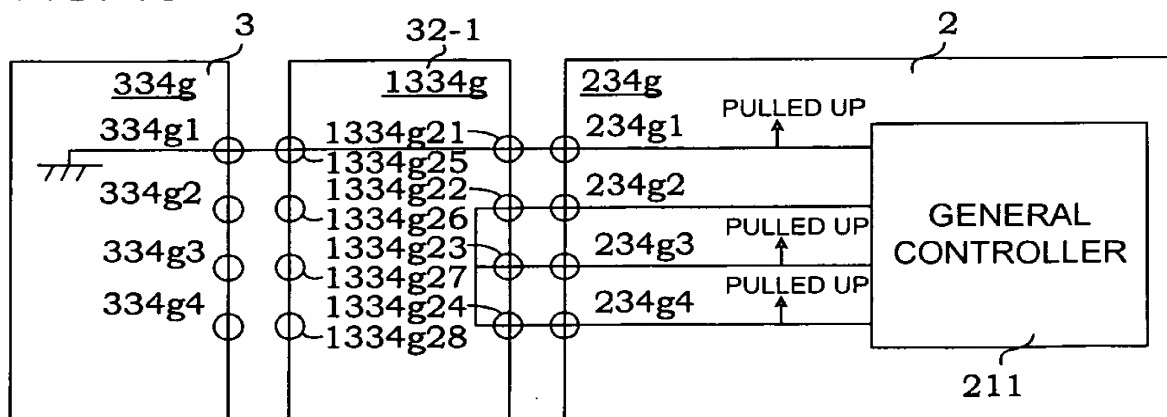 3
32-1
2
334g
1334g
234g
334g1
1334g21
234g1
PULLED UP
1334g25
334g2
1334g22
234g2
1334g26
GENERAL
CONTROLLER
334g3
1334g23
234g3
PULLED UP
1334g27
334g4
1334g24
234g4
PULLED UP
1334g28
211